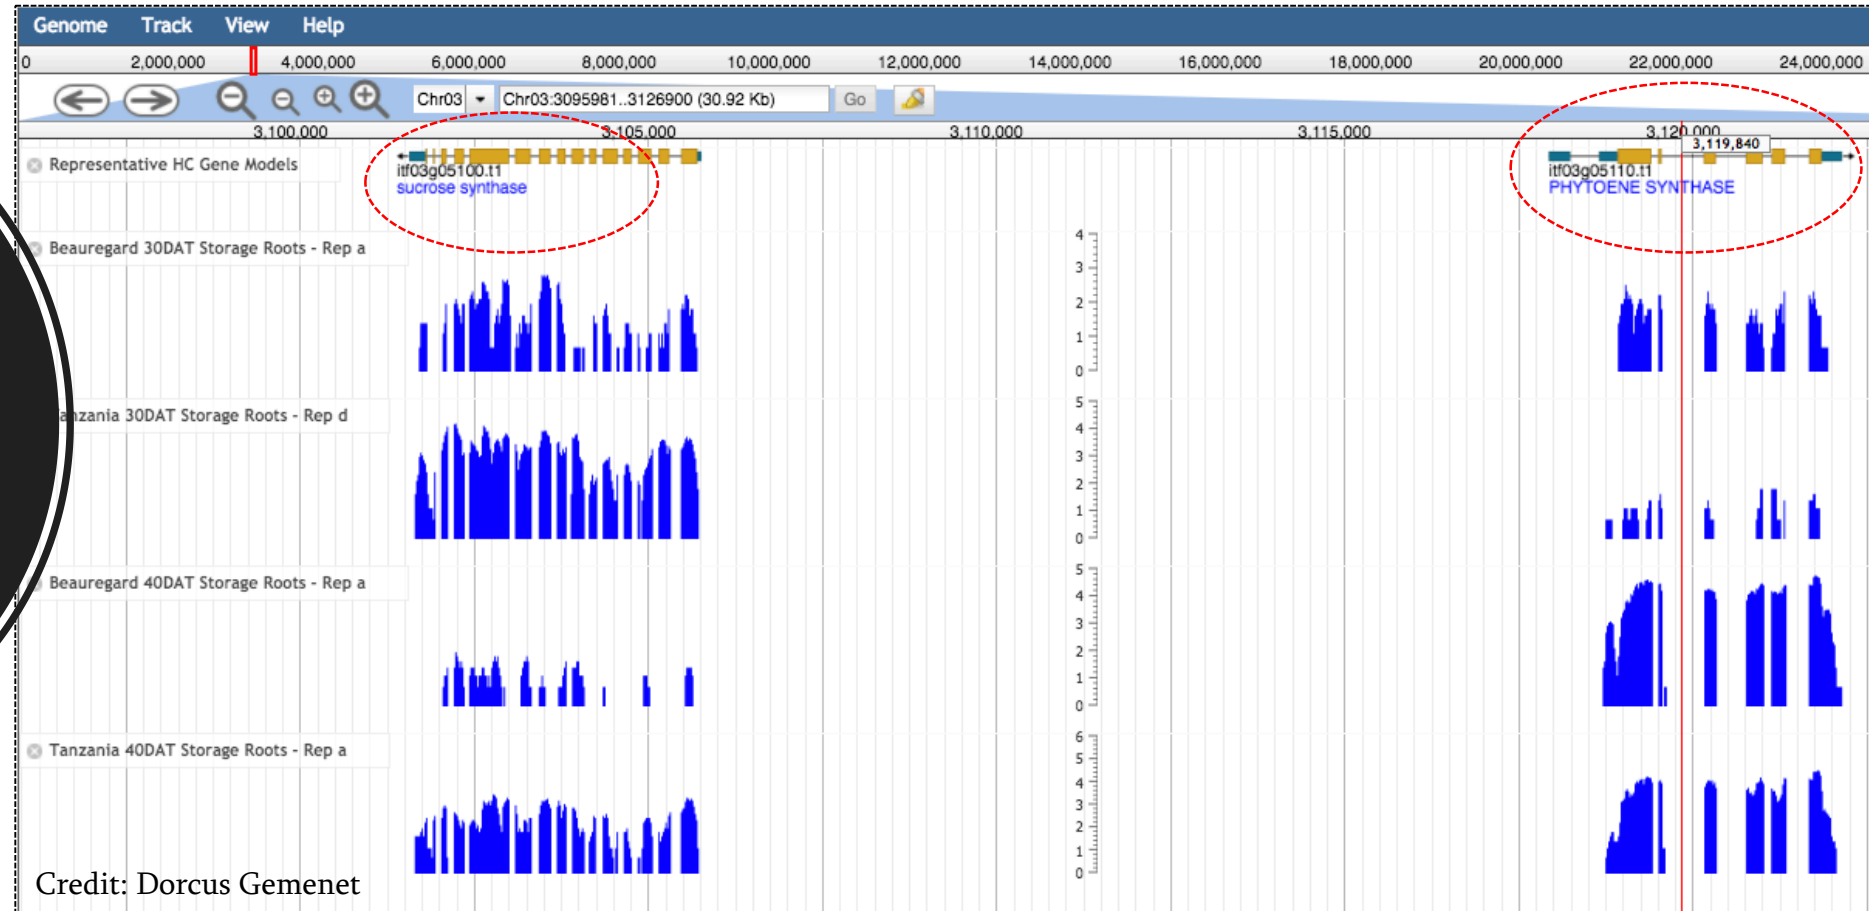 Genome Track View Help
0 2,000,000 4,000,000 6,000,000 8,000,000 10,000,000 12,000,000 14,000,000 16,000,000 18,000,000 20,000,000 22,000,000 24,000,000
Chr03 Chr03:3095981..3126900 (30.92 Kb) Go
3,100,000 3,105,000 3,110,000 3,115,000 3,120,000
3,119,840
Representative HC Gene Models
itf03g05100.t1 itf03g05110.t1
sucrose synthase PHYTOENE SYNTHASE
Beauregard 30DAT Storage Roots - Rep a
4
3
2
1
0
anzania 30DAT Storage Roots - Rep d
5
4
3
2
1
0
Beauregard 40DAT Storage Roots - Rep a
5
4
3
2
1
0
Tanzania 40DAT Storage Roots - Rep a
6
5
4
3
2
1
0
Credit: Dorcus Gemenet